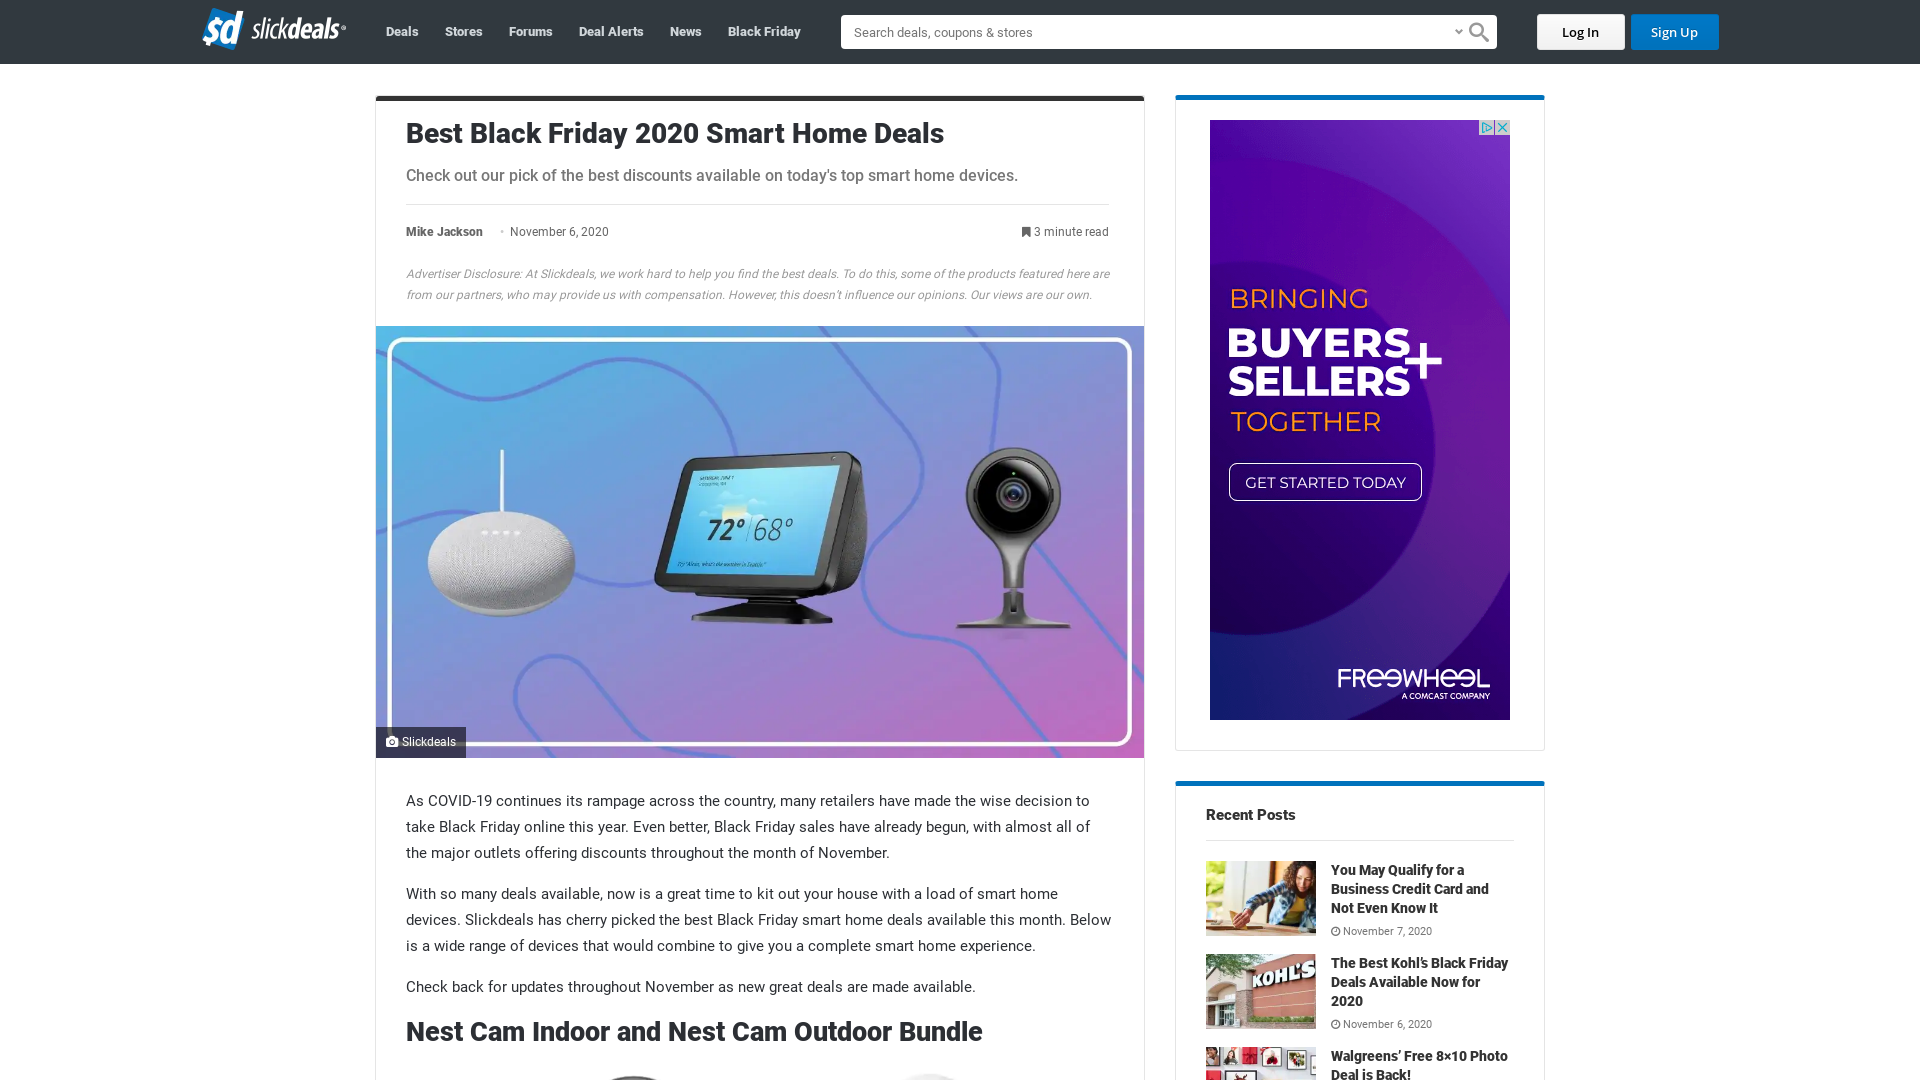 sd slickdeals
Deals
Stores
Forums
Deal Alerts
News
Black Friday
Search deals, coupons & stores
Log In
Sign Up
Best Black Friday 2020 Smart Home Deals
Check out our pick of the best discounts available on today's top smart home devices.
Mike Jackson
November 6, 2020
3 minute read
Advertiser Disclosure: At Slickdeals, we work hard to help you find the best deals. To do this, some of the products featured here are
from our partners, who may provide us with compensation. However, this doesn’t influence our opinions. Our views are our own.
72° 68°
Slickdeals
As COVID-19 continues its rampage across the country, many retailers have made the wise decision to
take Black Friday online this year. Even better, Black Friday sales have already begun, with almost all of
the major outlets offering discounts throughout the month of November.
With so many deals available, now is a great time to kit out your house with a load of smart home
devices. Slickdeals has cherry picked the best Black Friday smart home deals available this month. Below
is a wide range of devices that would combine to give you a complete smart home experience.
Check back for updates throughout November as new great deals are made available.
Nest Cam Indoor and Nest Cam Outdoor Bundle
BRINGING
BUYERS+
SELLERS
TOGETHER
GET STARTED TODAY
FREEWHEEL
A COMCAST COMPANY
Recent Posts
You May Qualify for a
Business Credit Card and
Not Even Know It
November 7, 2020
KOHL'S
The Best Kohl’s Black Friday
Deals Available Now for
2020
November 6, 2020
Walgreens’ Free 8×10 Photo
Deal is Back!